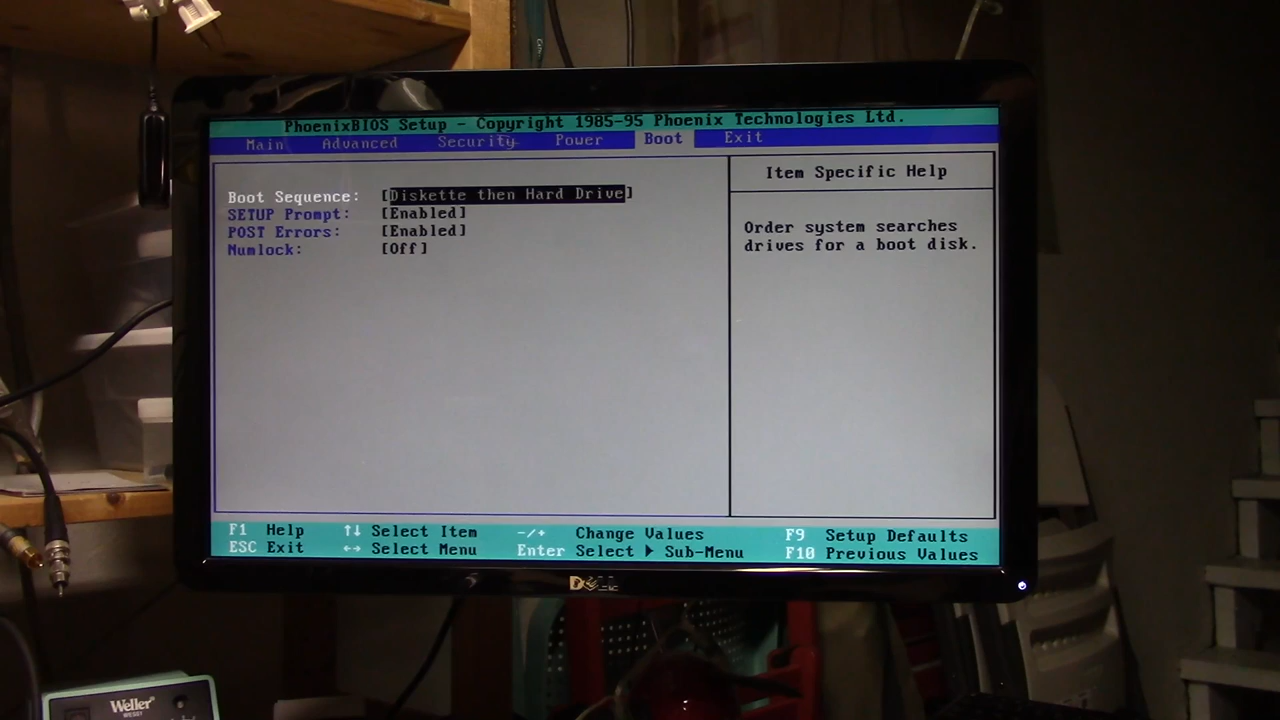 PhoenixBIOS Setup - Copyright 1985-95 Phoenix Technologies Ltd.
Main Advanced Security Power Boot Exit
Boot Sequence: [Diskette then Hard Drive]
SETUP Prompt: [Enabled]
POST Errors: [Enabled]
Numlock: [Off]
Item Specific Help
Order system searches
drives for a boot disk.
F1 Help ↑↓ Select Item -/+ Change Values F9 Setup Defaults
ESC Exit ←→ Select Menu Enter Select ▶ Sub-Menu F10 Previous Values
DELL
Weller
WES51